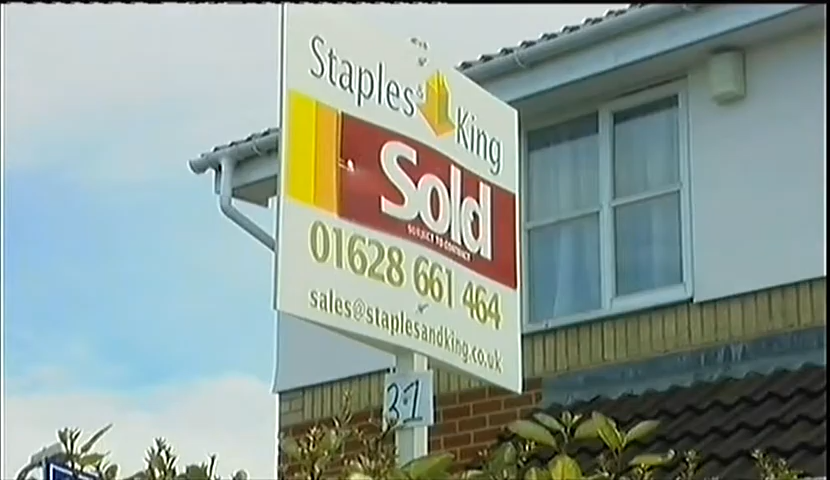 Staples & King
Sold
SUBJECT TO CONTRACT
01628 661 464
sales@staplesandking.co.uk
31